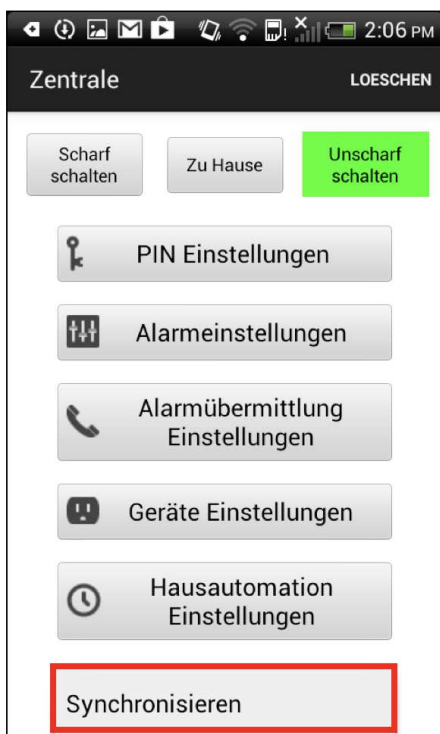 2:06 PM
Zentrale
LOESCHEN
Scharf
schalten
Zu Hause
Unscharf
schalten
PIN Einstellungen
Alarmeinstellungen
Alarmübermittlung
Einstellungen
Geräte Einstellungen
Hausautomation
Einstellungen
Synchronisieren